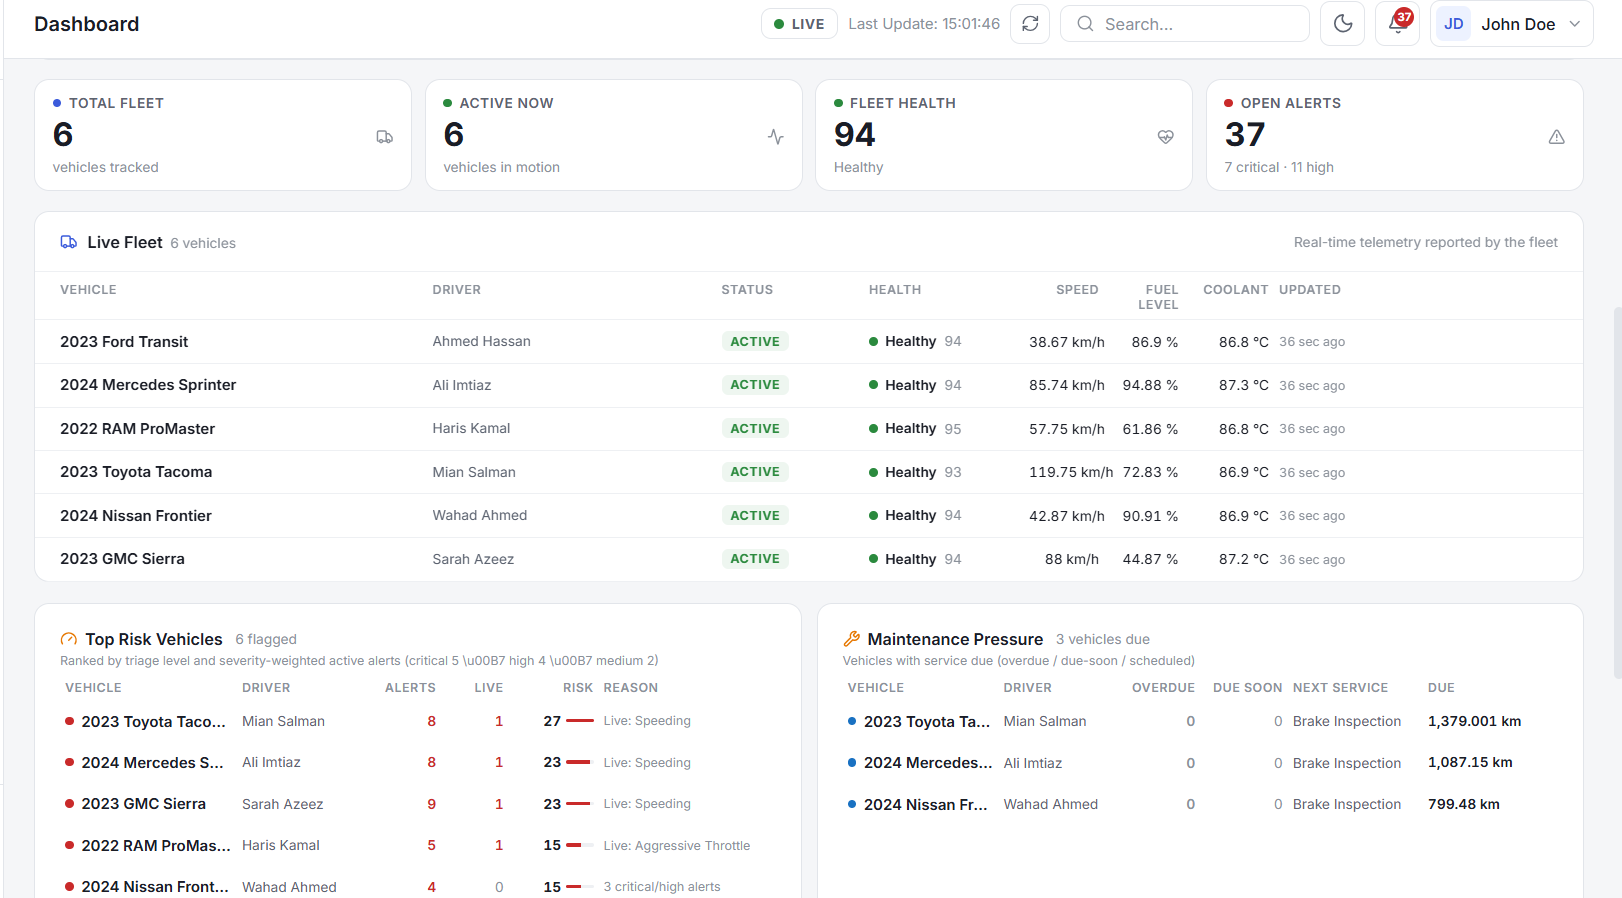 Dashboard
LIVE
Last Update: 15:01:46
Search...
37
JD
John Doe
TOTAL FLEET
6
vehicles tracked
ACTIVE NOW
6
vehicles in motion
FLEET HEALTH
94
Healthy
OPEN ALERTS
37
7 critical · 11 high
Live Fleet 6 vehicles
Real-time telemetry reported by the fleet
VEHICLE DRIVER STATUS HEALTH SPEED FUEL LEVEL COOLANT UPDATED
2023 Ford Transit Ahmed Hassan ACTIVE Healthy 94 38.67 km/h 86.9 % 86.8 °C 36 sec ago
2024 Mercedes Sprinter Ali Imtiaz ACTIVE Healthy 94 85.74 km/h 94.88 % 87.3 °C 36 sec ago
2022 RAM ProMaster Haris Kamal ACTIVE Healthy 95 57.75 km/h 61.86 % 86.8 °C 36 sec ago
2023 Toyota Tacoma Mian Salman ACTIVE Healthy 93 119.75 km/h 72.83 % 86.9 °C 36 sec ago
2024 Nissan Frontier Wahad Ahmed ACTIVE Healthy 94 42.87 km/h 90.91 % 86.9 °C 36 sec ago
2023 GMC Sierra Sarah Azeez ACTIVE Healthy 94 88 km/h 44.87 % 87.2 °C 36 sec ago
Top Risk Vehicles 6 flagged
Ranked by triage level and severity-weighted active alerts (critical 5 \u00B7 high 4 \u00B7 medium 2)
VEHICLE DRIVER ALERTS LIVE RISK REASON
2023 Toyota Taco... Mian Salman 8 1 27 Live: Speeding
2024 Mercedes S... Ali Imtiaz 8 1 23 Live: Speeding
2023 GMC Sierra Sarah Azeez 9 1 23 Live: Speeding
2022 RAM ProMas... Haris Kamal 5 1 15 Live: Aggressive Throttle
2024 Nissan Front... Wahad Ahmed 4 0 15 3 critical/high alerts
Maintenance Pressure 3 vehicles due
Vehicles with service due (overdue / due-soon / scheduled)
VEHICLE DRIVER OVERDUE DUE SOON NEXT SERVICE DUE
2023 Toyota Ta... Mian Salman 0 0 Brake Inspection 1,379.001 km
2024 Mercedes... Ali Imtiaz 0 0 Brake Inspection 1,087.15 km
2024 Nissan Fr... Wahad Ahmed 0 0 Brake Inspection 799.48 km